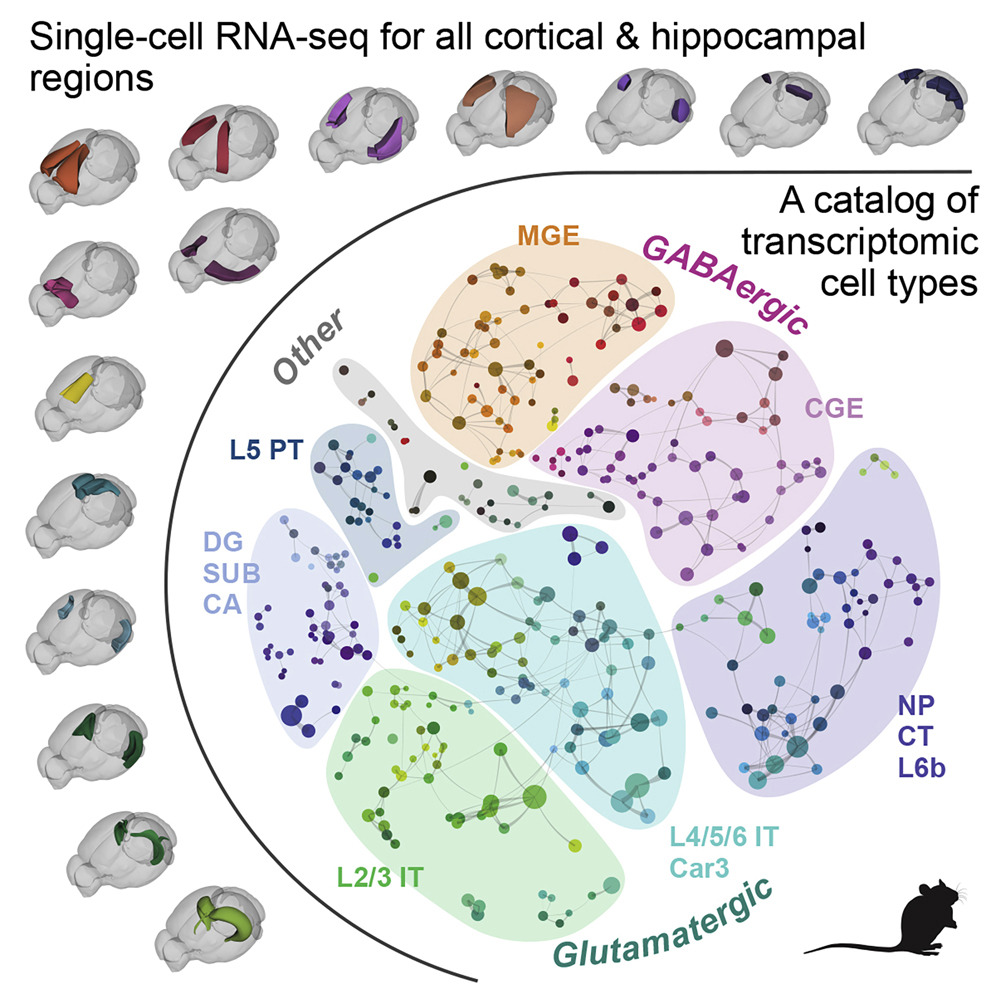 Single-cell RNA-seq for all cortical & hippocampal
regions
A catalog of
transcriptomic
cell types
MGE
GABAergic
Other
CGE
L5 PT
DG
SUB
CA
NP
CT
L6b
L4/5/6 IT
Car3
L2/3 IT
Glutamatergic